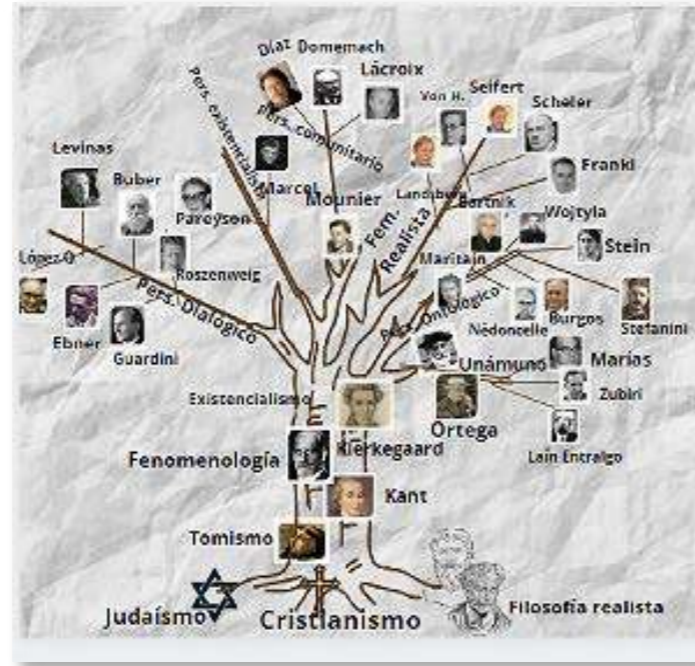 Díaz Domemach
Lácroix
Pers. comunitario
Pers. existencialista
Von H.
Seifert
Scheler
Levinas
Buber
Pareyson
Marcel
Mounier
Fem.
Realista
Landsberg
Bartnik
Frankl
Wojtyla
Stein
López Q
Roszenweig
Pers. Dialógico
Maritain
Pers. Ontológico
Nédoncelle
Burgos
Stefanini
Ebner
Guardini
Unámuno
Marías
Existencialismo
Zubiri
Ortega
Kierkegaard
Laín Entralgo
Fenomenología
Kant
Tomismo
Judaísmo
Cristianismo
Filosofía realista